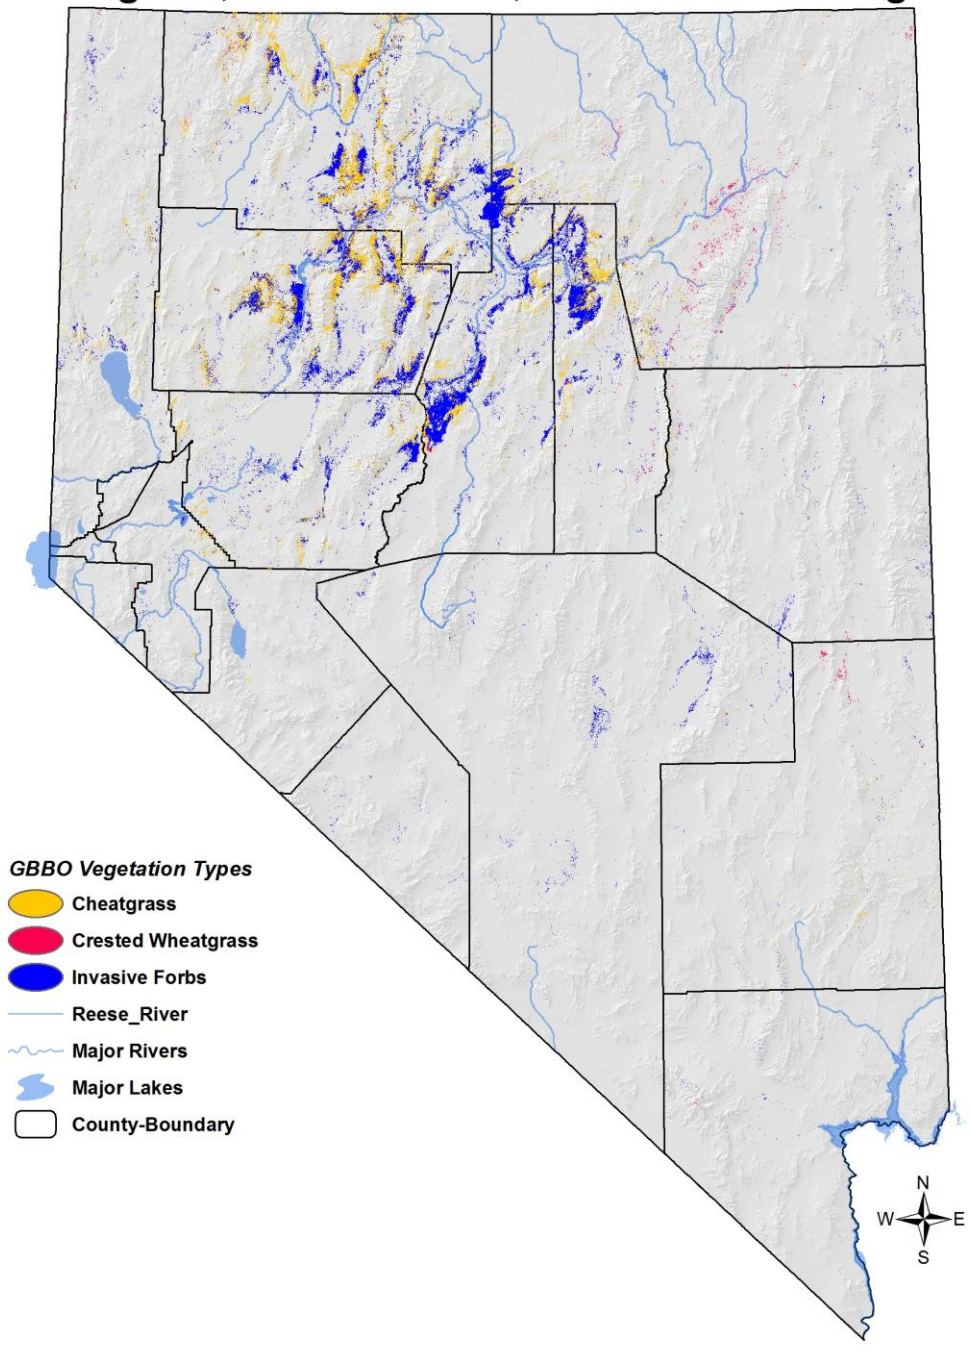 GBBO Vegetation Types
Cheatgrass
Crested Wheatgrass
Invasive Forbs
Reese_River
Major Rivers
Major Lakes
County-Boundary
N
W E
S